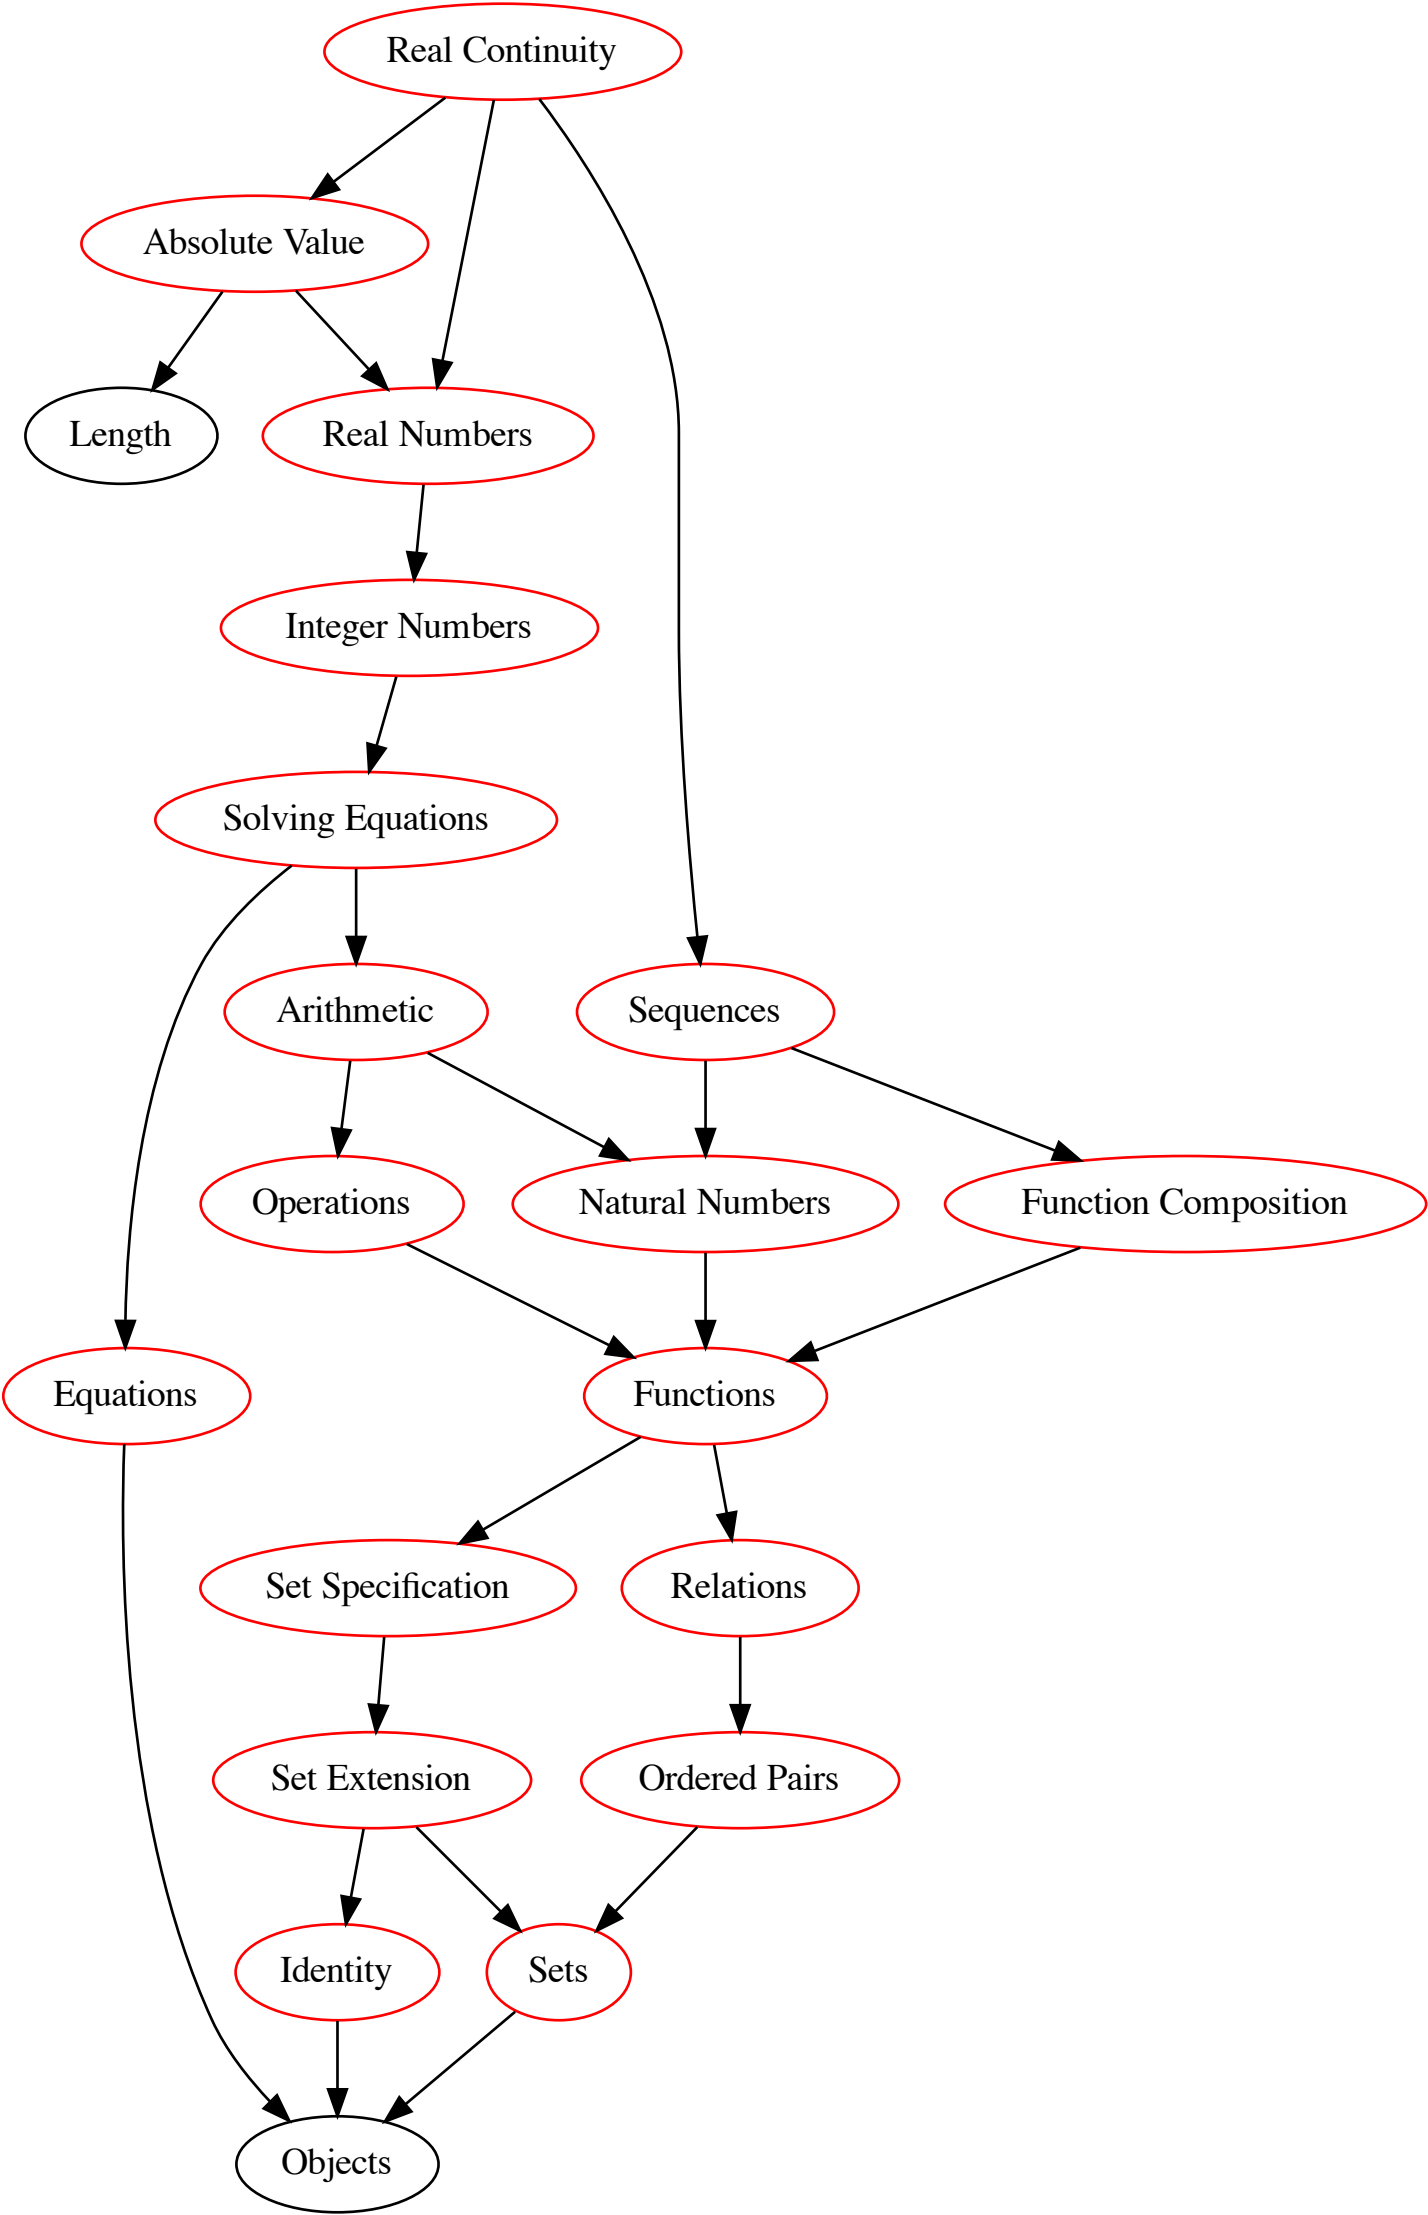 Real Continuity
Absolute Value
Length
Real Numbers
Integer Numbers
Solving Equations
Arithmetic
Sequences
Operations
Natural Numbers
Function Composition
Equations
Functions
Set Specification
Relations
Set Extension
Ordered Pairs
Identity
Sets
Objects